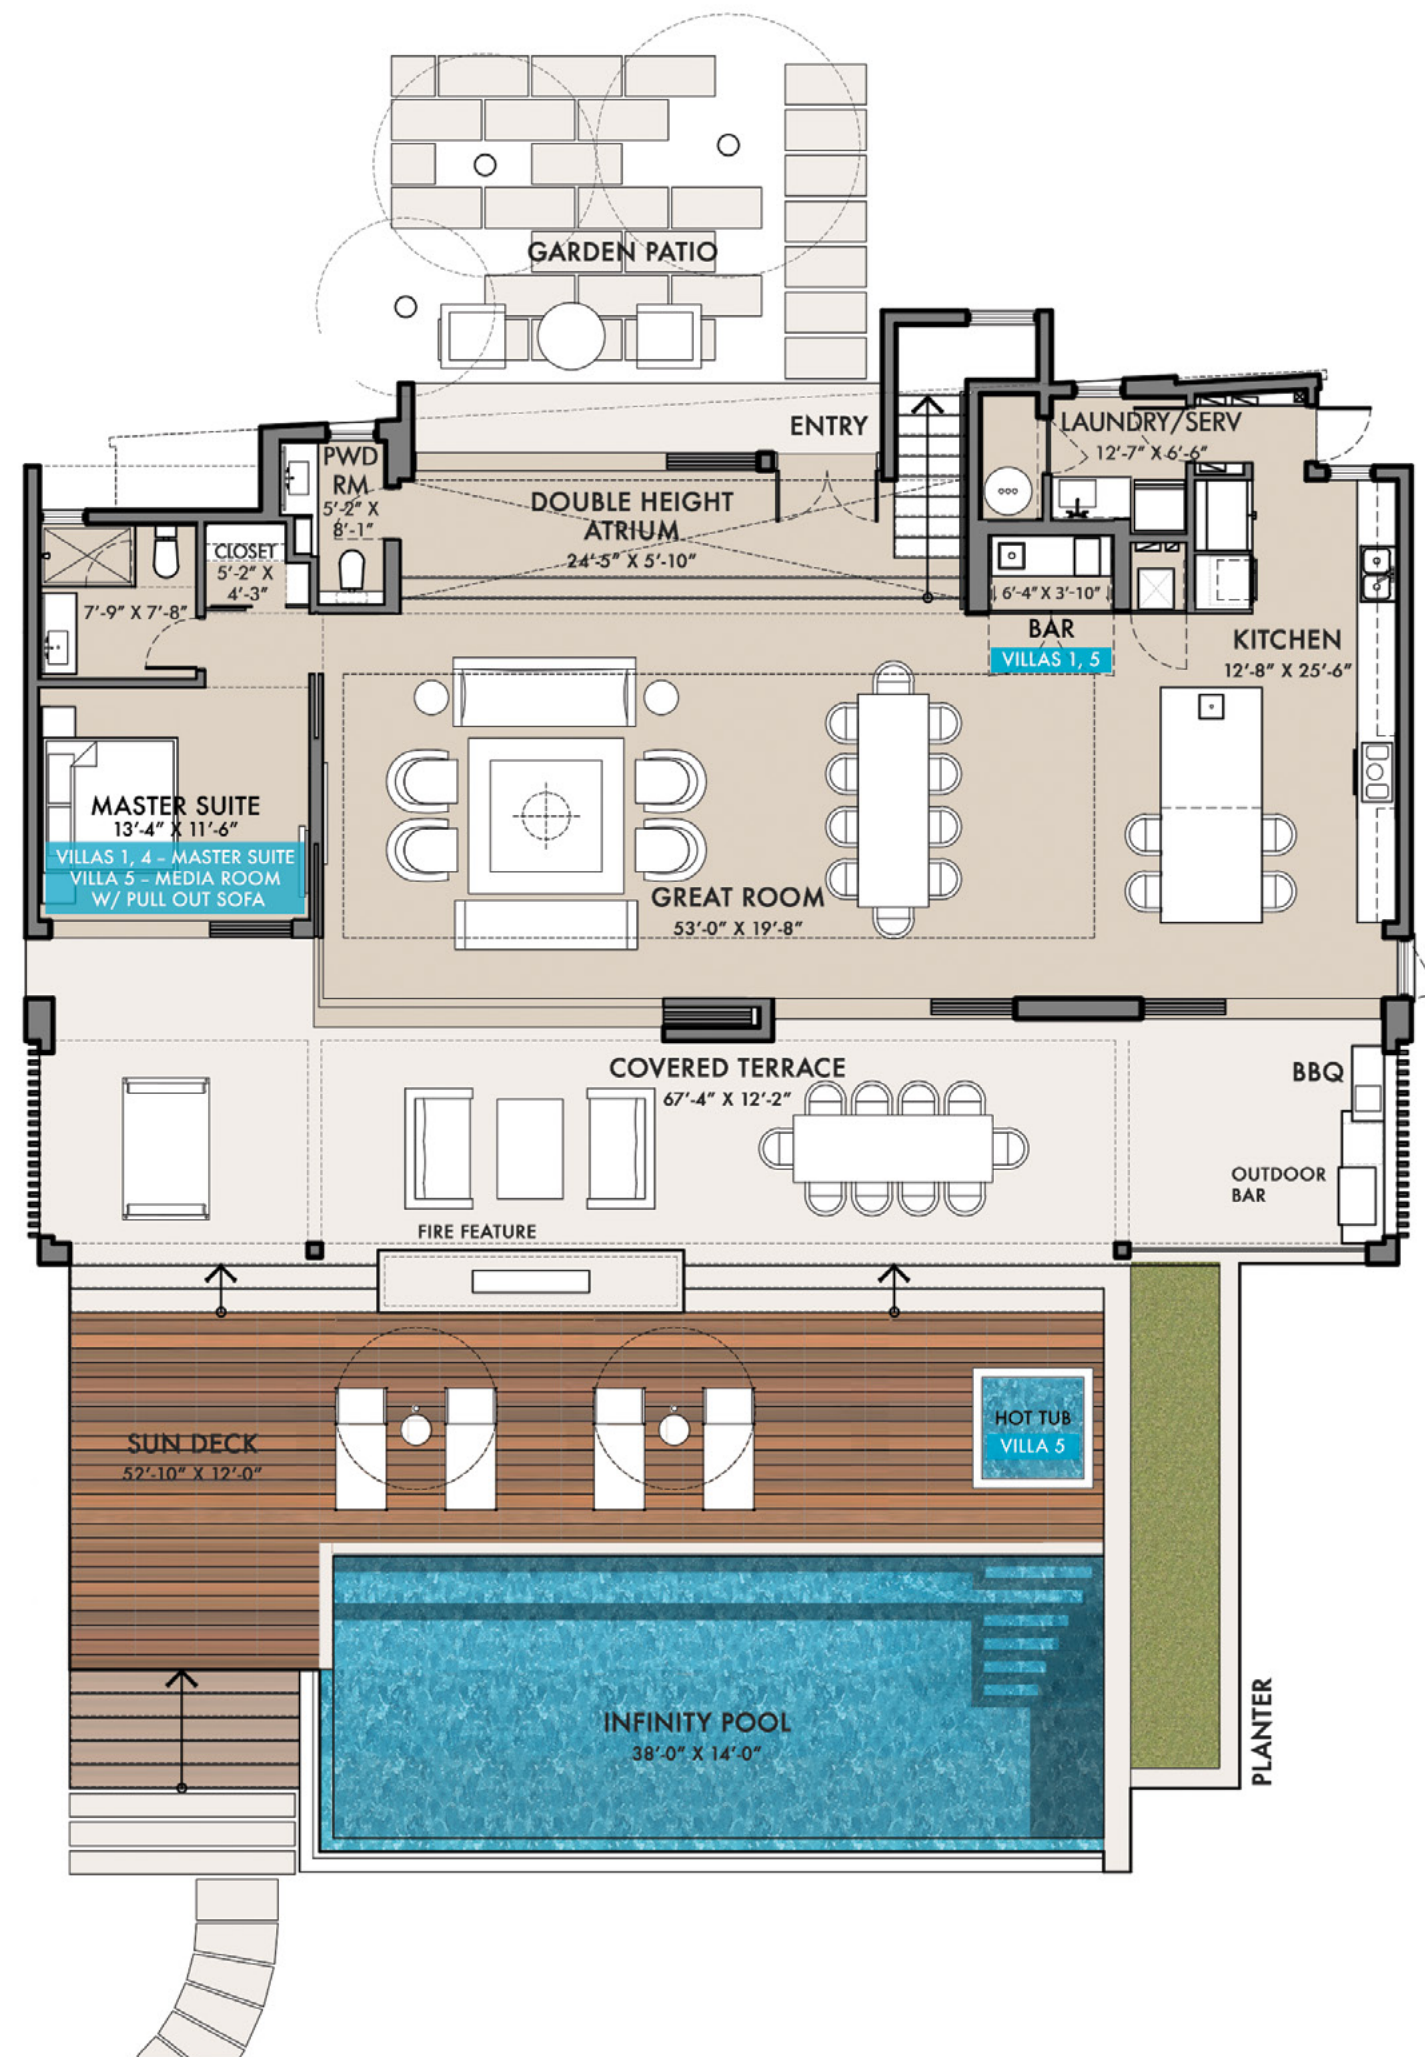 GARDEN PATIO
ENTRY
LAUNDRY/SERV
12'-7" X 6'-6"
PWD
RM
5'-2" X
8'-1"
DOUBLE HEIGHT
ATRIUM
24'-5" X 5'-10"
CLOSET
5'-2" X
4'-3"
7'-9" X 7'-8"
6'-4" X 3'-10"
BAR
VILLAS 1, 5
KITCHEN
12'-8" X 25'-6"
MASTER SUITE
13'-4" X 11'-6"
VILLAS 1, 4 – MASTER SUITE
VILLA 5 – MEDIA ROOM
W/ PULL OUT SOFA
GREAT ROOM
53'-0" X 19'-8"
COVERED TERRACE
67'-4" X 12'-2"
BBQ
OUTDOOR
BAR
FIRE FEATURE
SUN DECK
52'-10" X 12'-0"
HOT TUB
VILLA 5
INFINITY POOL
38'-0" X 14'-0"
PLANTER